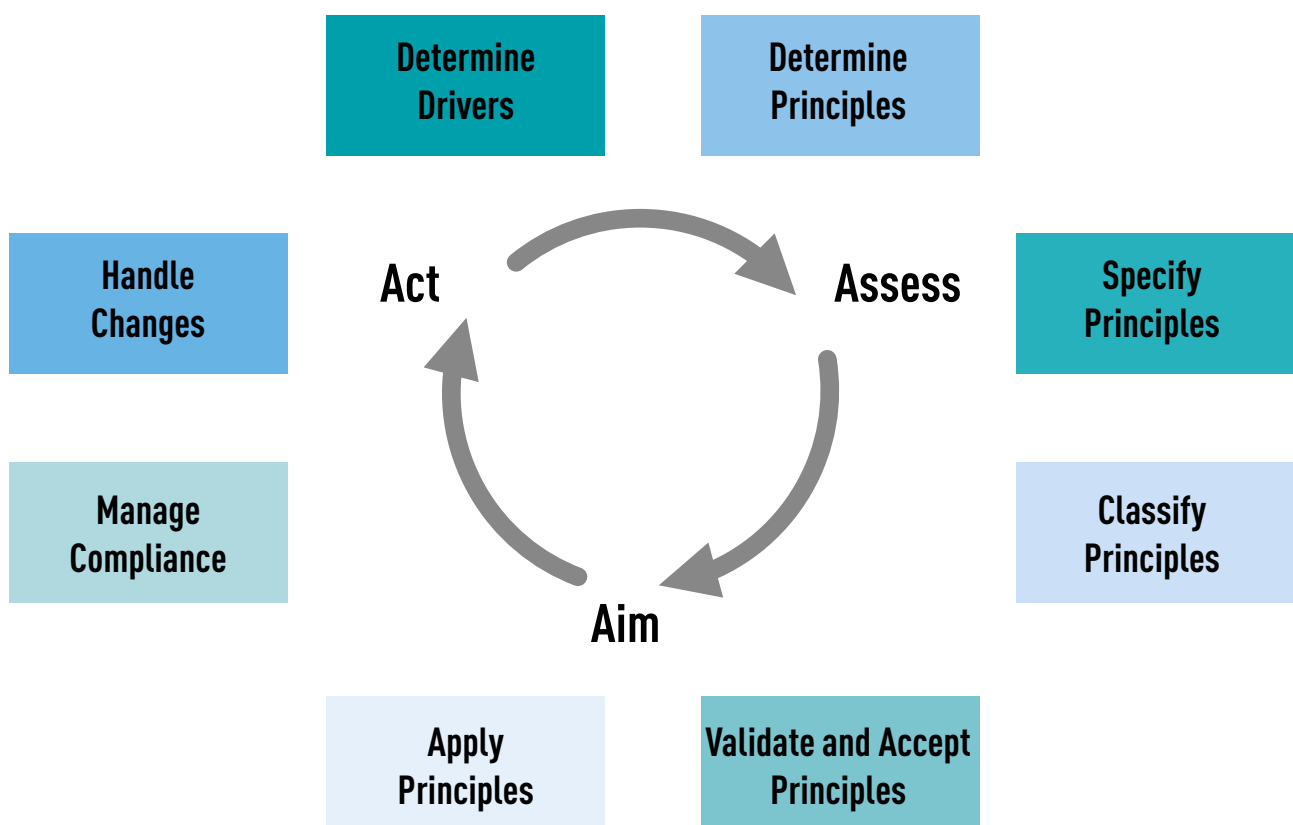 Determine
Drivers
Determine
Principles
Handle
Changes
Act
Assess
Specify
Principles
Manage
Compliance
Classify
Principles
Aim
Apply
Principles
Validate and Accept
Principles